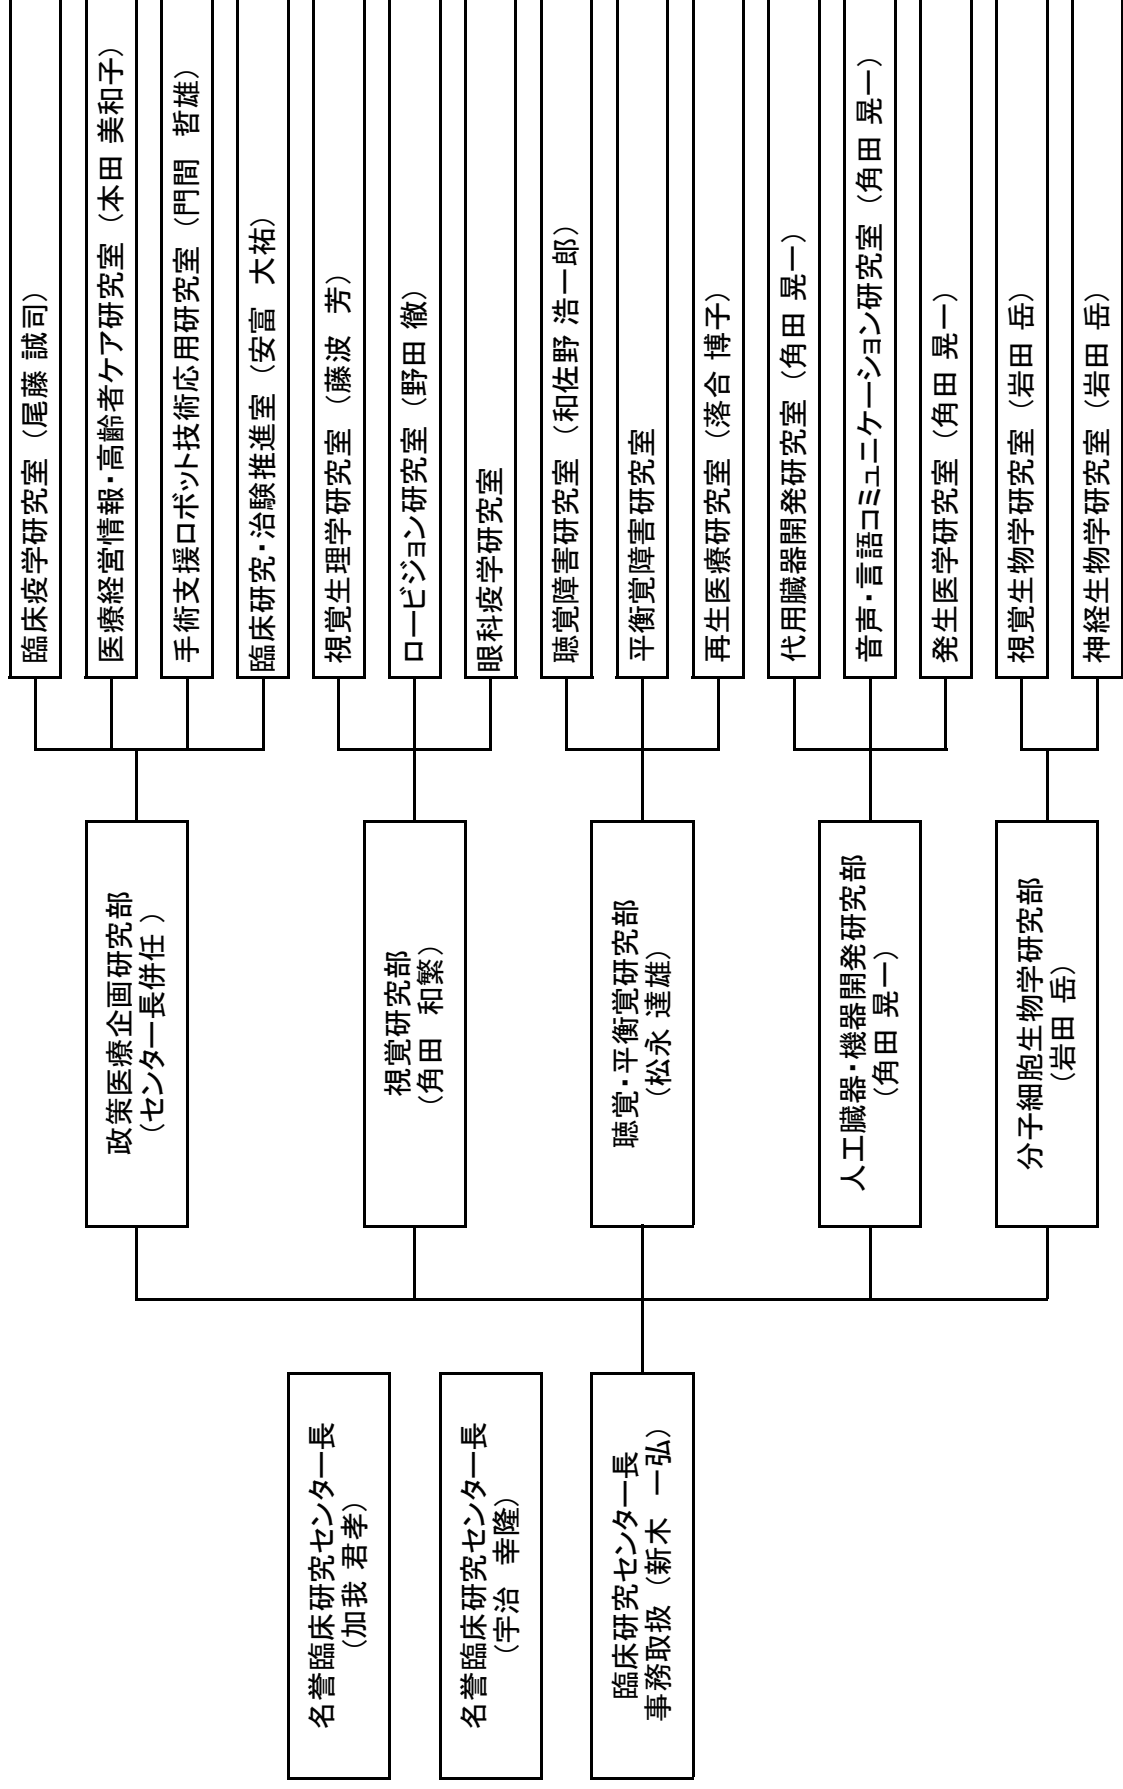 名誉臨床研究センター長
（加我 君孝）
名誉臨床研究センター長
（宇治　幸隆）
臨床研究センター長
事務取扱（新木　一弘）
政策医療企画研究部
（センター長併任 ）
視覚研究部
（角田　和繁）
聴覚・平衡覚研究部
（松永 達雄）
人工臓器・機器開発研究部
（角田 晃一）
分子細胞生物学研究部
（岩田 岳）
臨床疫学研究室（尾藤 誠司）
医療経営情報・高齢者ケア研究室（本田 美和子）
手術支援ロボット技術応用研究室（門間　哲雄）
臨床研究・治験推進室（安富　大祐）
視覚生理学研究室（藤波　芳）
ロービジョン研究室（野田 徹）
眼科疫学研究室
聴覚障害研究室（和佐野 浩一郎）
平衡覚障害研究室
再生医療研究室（落合 博子）
代用臓器開発研究室（角田 晃一）
音声・言語コミュニケーション研究室（角田 晃一）
発生医学研究室（角田 晃一）
視覚生物学研究室（岩田 岳）
神経生物学研究室（岩田 岳）